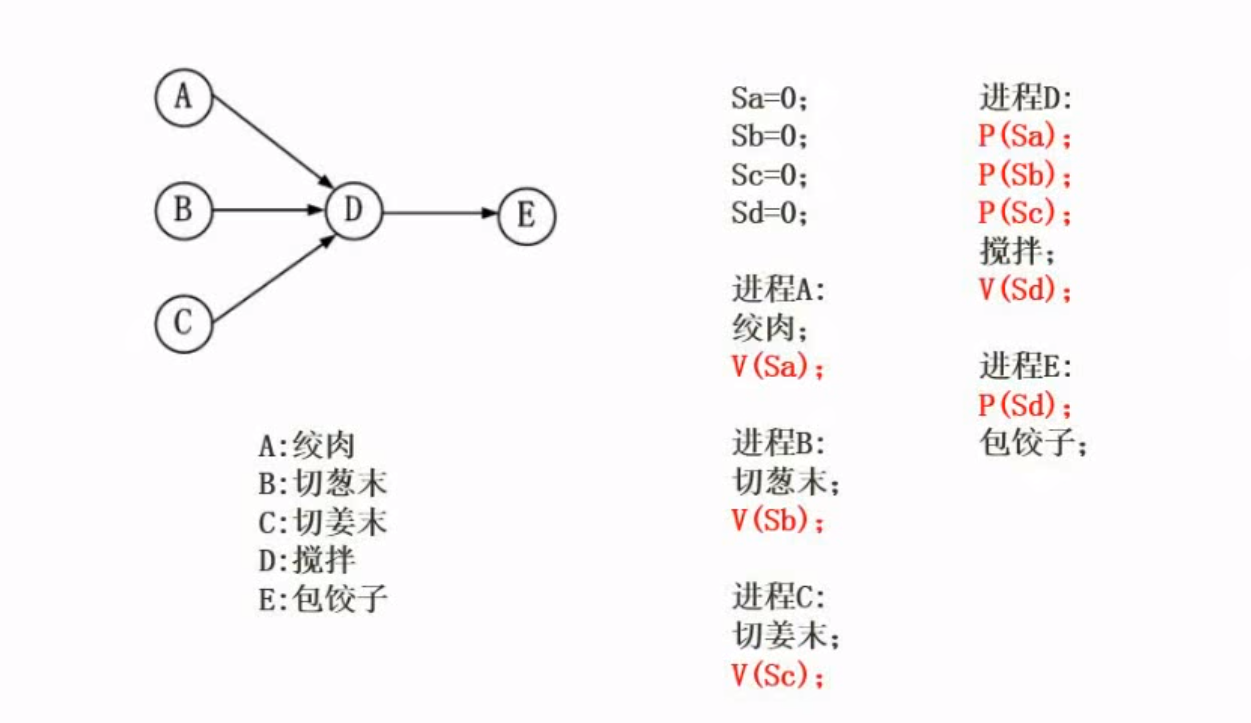 A
B
C
D
E
A:绞肉
B:切葱末
C:切姜末
D:搅拌
E:包饺子
Sa=0;
Sb=0;
Sc=0;
Sd=0;
进程A:
绞肉;
V(Sa);
进程B:
切葱末;
V(Sb);
进程C:
切姜末;
V(Sc);
进程D:
P(Sa);
P(Sb);
P(Sc);
搅拌;
V(Sd);
进程E:
P(Sd);
包饺子;